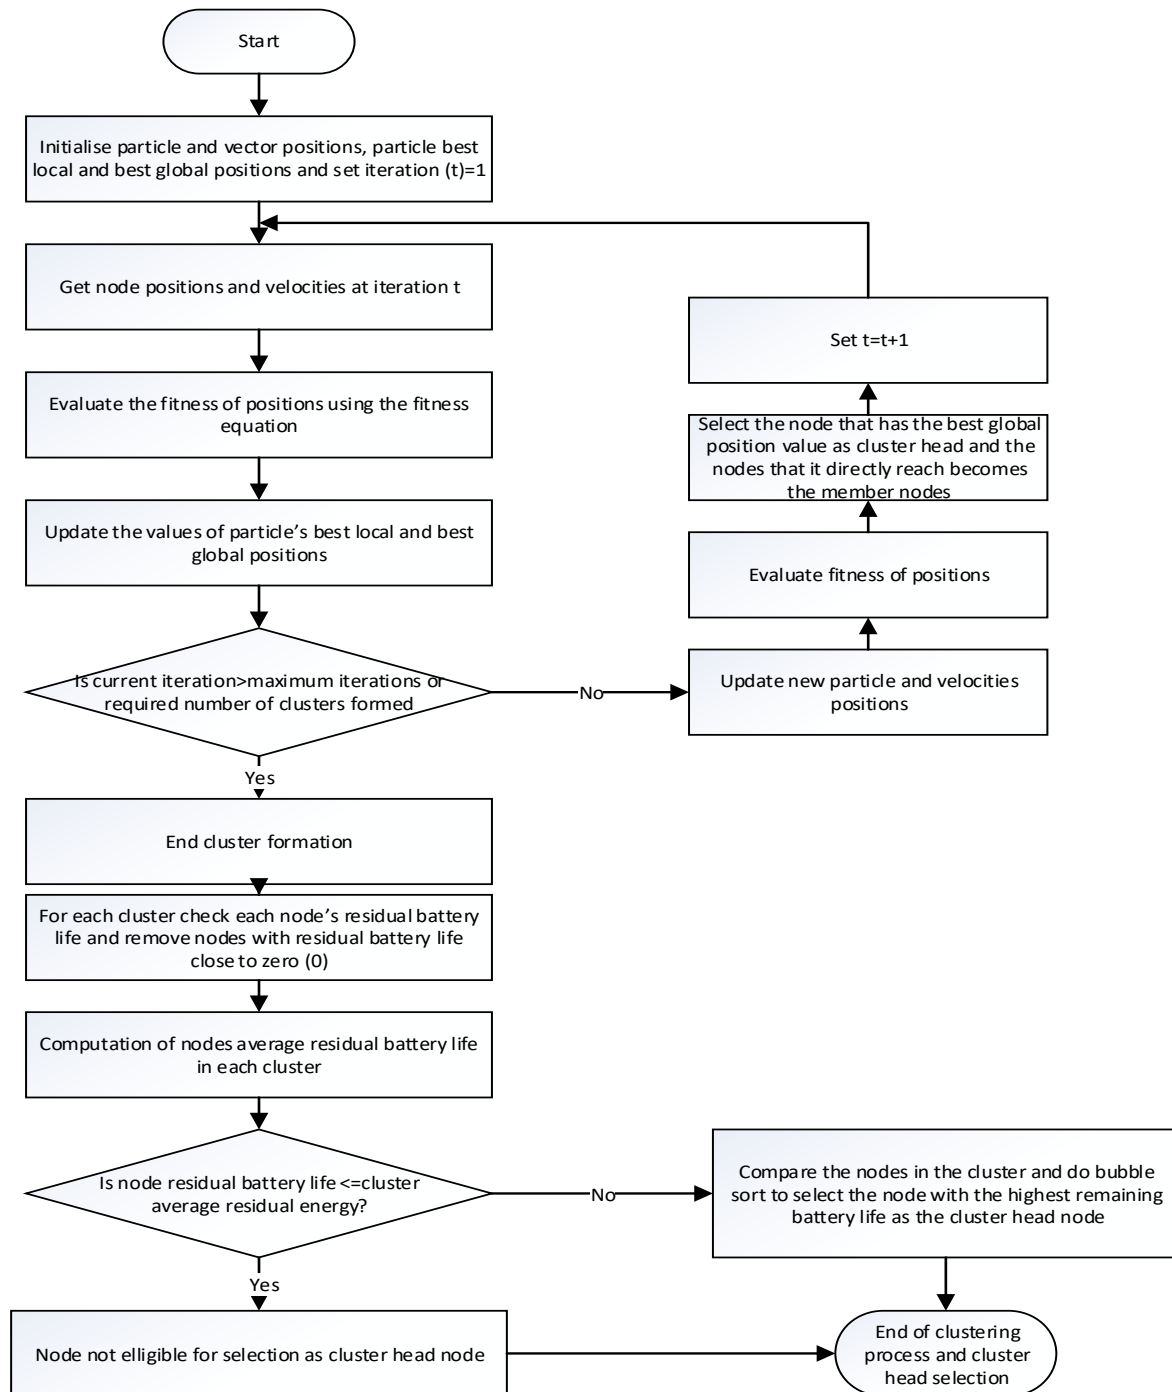 Start
Initialise particle and vector positions, particle best
local and best global positions and set iteration (t)=1
Get node positions and velocities at iteration t
Evaluate the fitness of positions using the fitness
equation
Update the values of particle's best local and best
global positions
Is current iteration>maximum iterations or
required number of clusters formed
No
Update new particle and velocities
positions
Evaluate fitness of positions
Select the node that has the best global
position value as cluster head and the
nodes that it directly reach becomes
the member nodes
Set t=t+1
Yes
End cluster formation
For each cluster check each node's residual battery
life and remove nodes with residual battery life
close to zero (0)
Computation of nodes average residual battery life
in each cluster
Is node residual battery life <=cluster
average residual energy?
No
Compare the nodes in the cluster and do bubble
sort to select the node with the highest remaining
battery life as the cluster head node
Yes
Node not elligible for selection as cluster head node
End of clustering
process and cluster
head selection